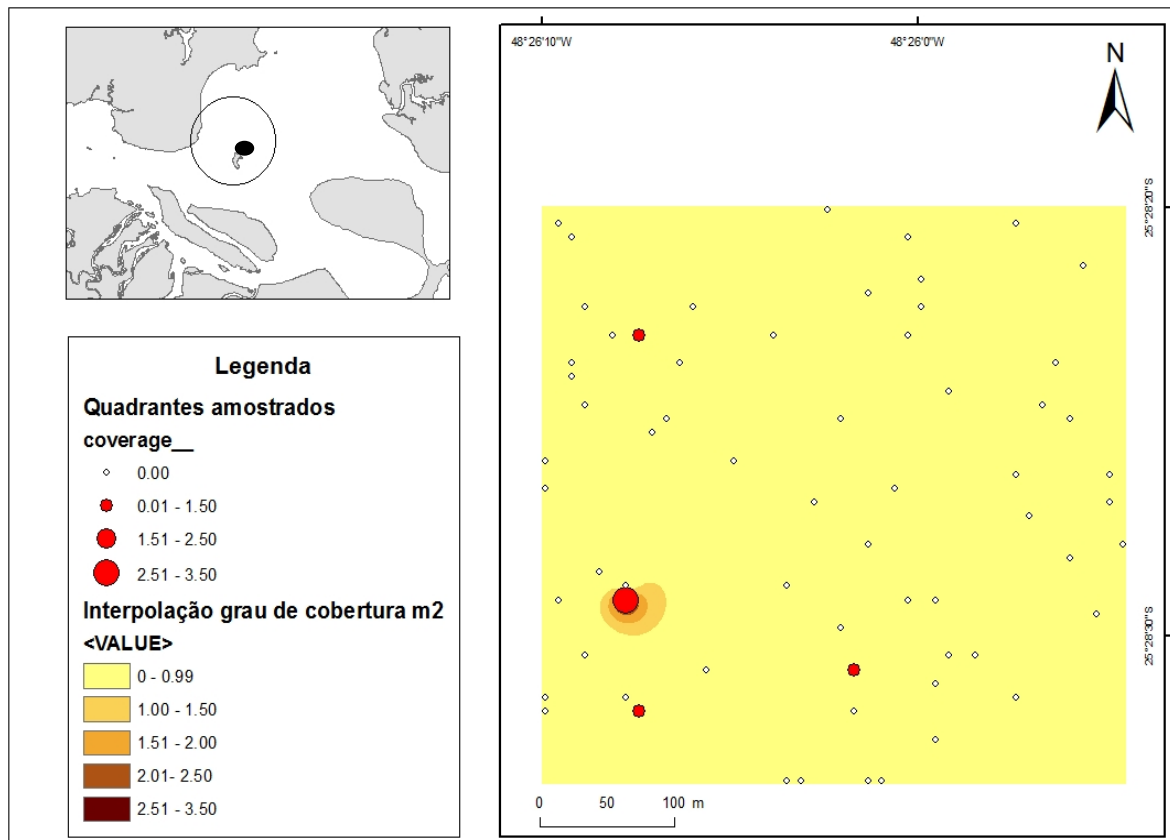 48°26'10"W
48°26'0"W
N
25°28'20"S
25°28'30"S
0 50 100 m
Legenda
Quadrantes amostrados
coverage__
0.00
0.01 - 1.50
1.51 - 2.50
2.51 - 3.50
Interpolação grau de cobertura m2
<VALUE>
0 - 0.99
1.00 - 1.50
1.51 - 2.00
2.01- 2.50
2.51 - 3.50